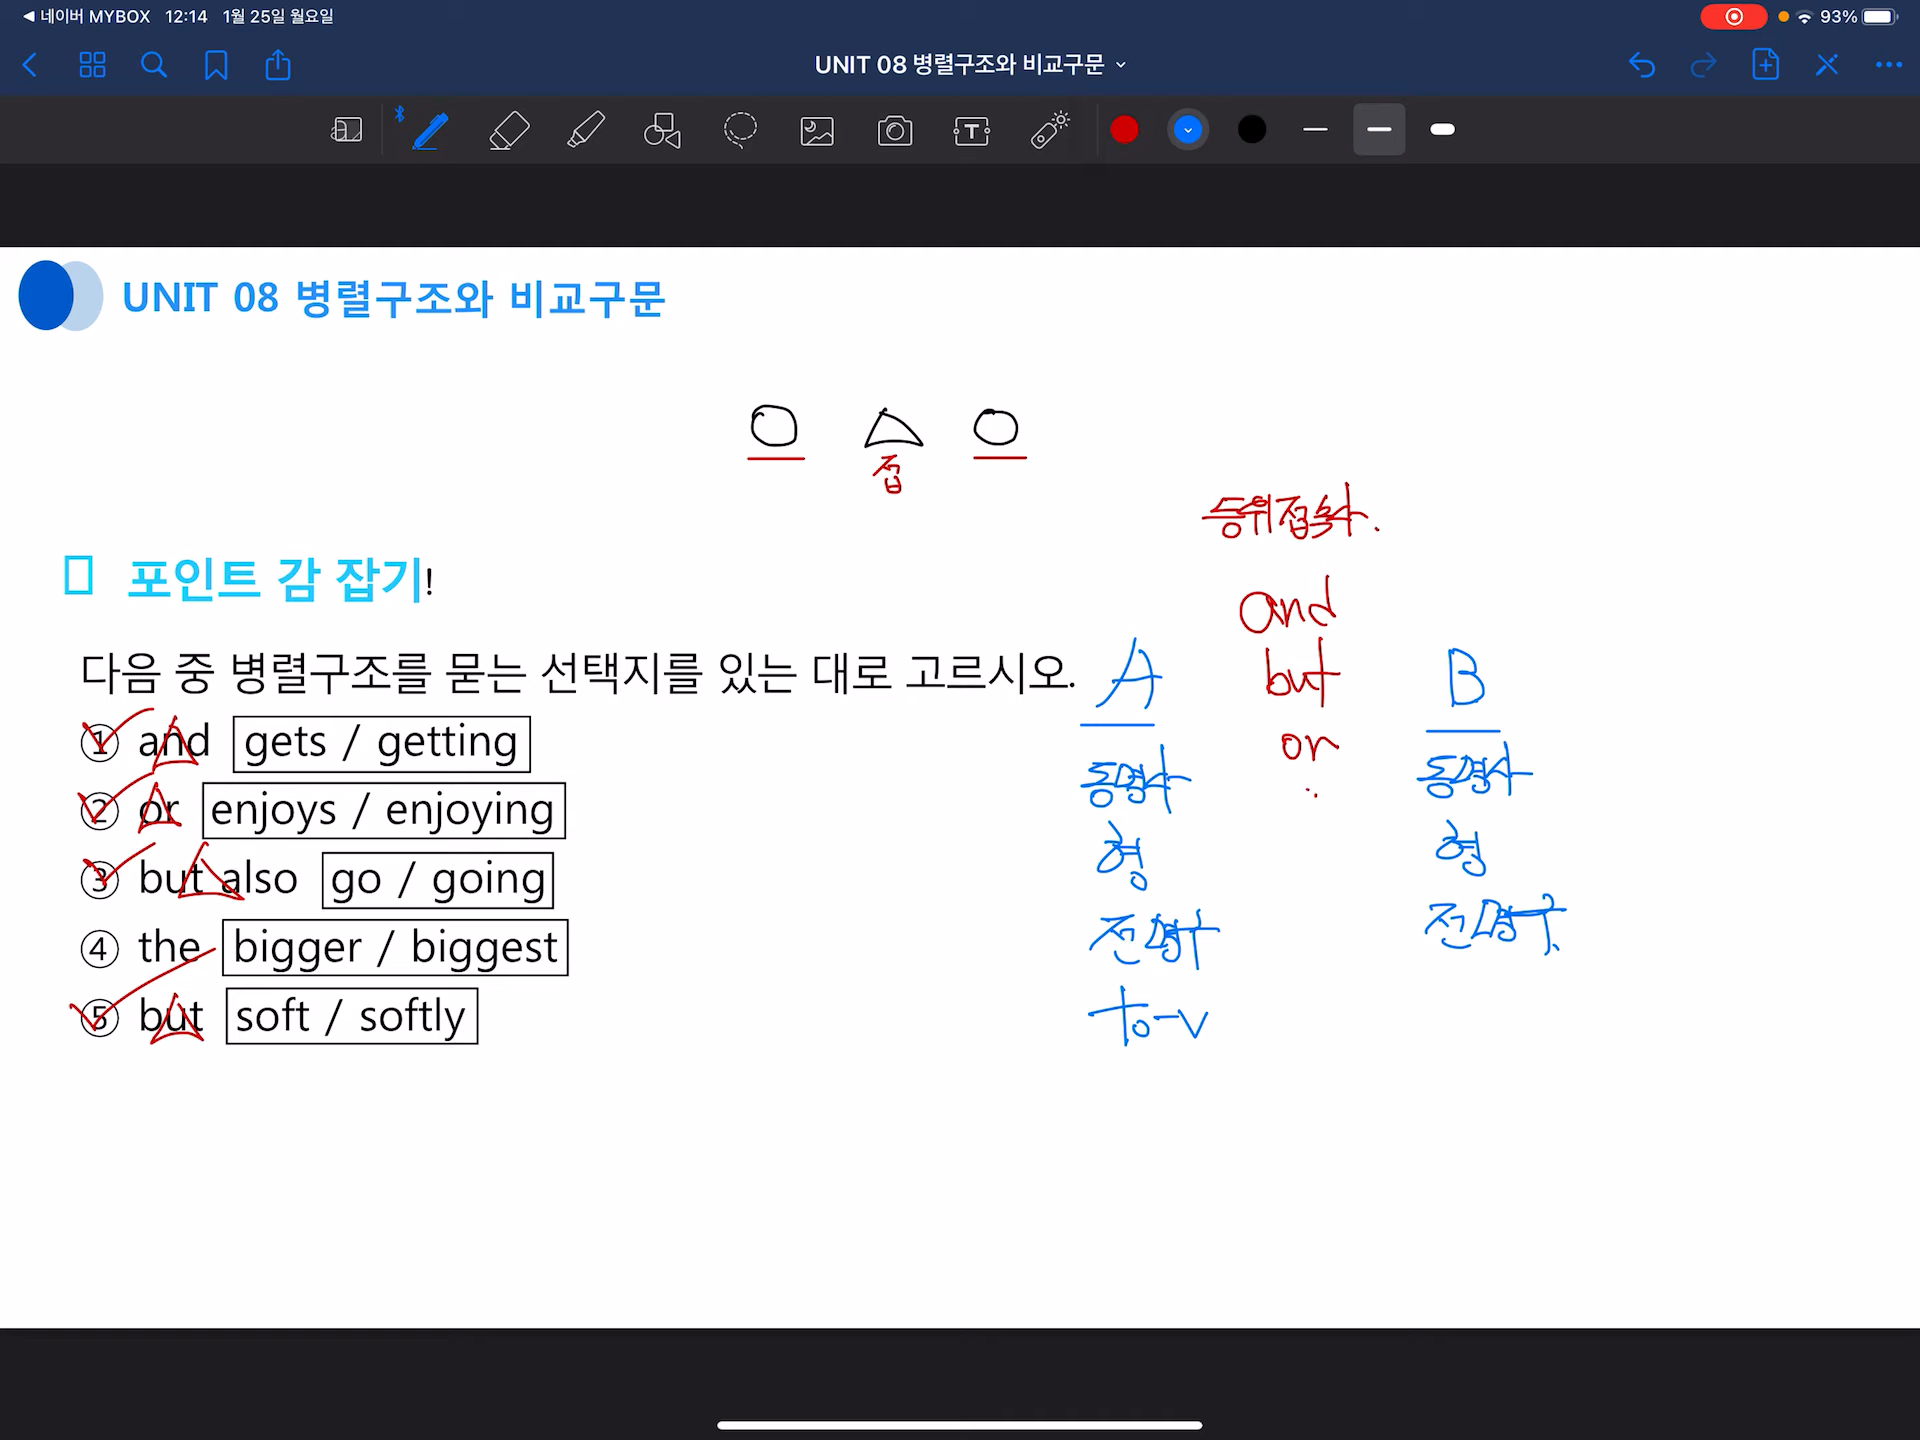 ◀ 네이버 MYBOX 12:14 1월 25일 월요일 93%
UNIT 08 병렬구조와 비교구문
UNIT 08 병렬구조와 비교구문
접
등위접속사.
포인트 감 잡기!
and
다음 중 병렬구조를 묻는 선택지를 있는 대로 고르시오.
A but B
① and gets / getting
or
동명사 동명사
② or enjoys / enjoying
형 형
③ but also go / going
전명구 전명구
④ the bigger / biggest
to-v
⑤ but soft / softly